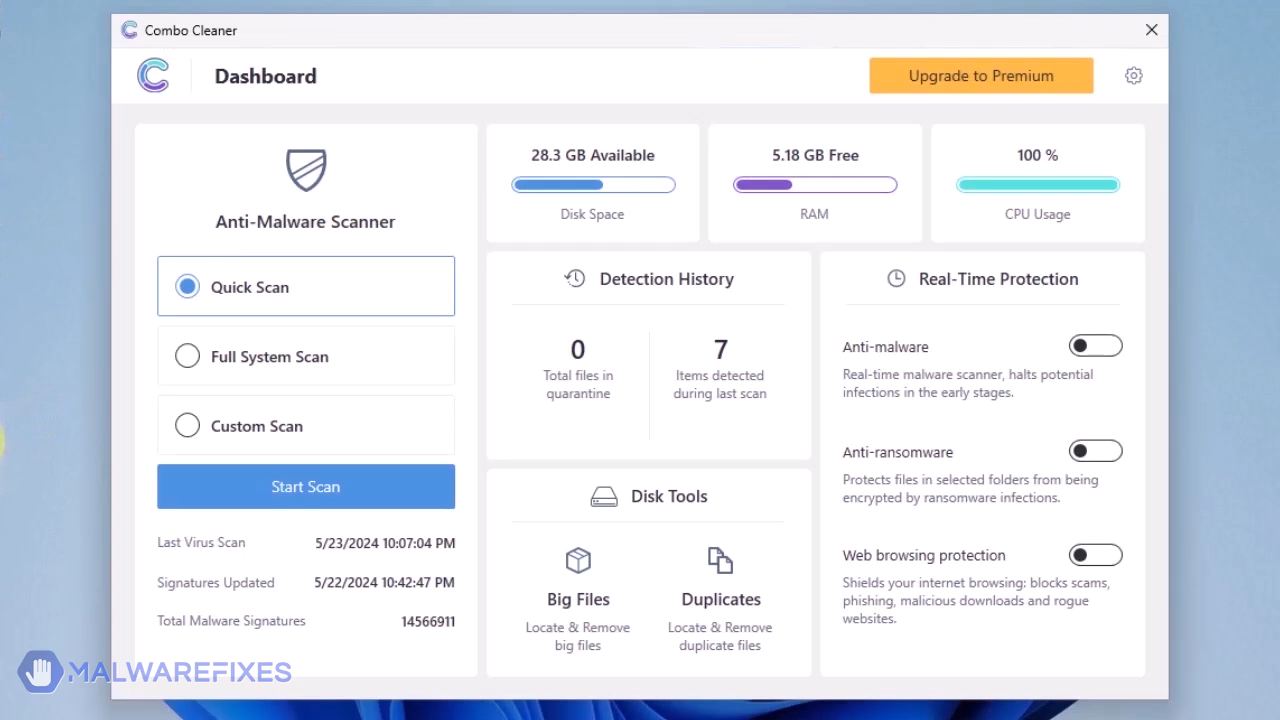 Combo Cleaner
Dashboard
Upgrade to Premium
Anti-Malware Scanner
Quick Scan
Full System Scan
Custom Scan
Start Scan
Last Virus Scan 5/23/2024 10:07:04 PM
Signatures Updated 5/22/2024 10:42:47 PM
Total Malware Signatures 14566911
28.3 GB Available
Disk Space
5.18 GB Free
RAM
100 %
CPU Usage
Detection History
0
Total files in
quarantine
7
Items detected
during last scan
Disk Tools
Big Files
Locate & Remove
big files
Duplicates
Locate & Remove
duplicate files
Real-Time Protection
Anti-malware
Real-time malware scanner, halts potential
infections in the early stages.
Anti-ransomware
Protects files in selected folders from being
encrypted by ransomware infections.
Web browsing protection
Shields your internet browsing: blocks scams,
phishing, malicious downloads and rogue
websites.
MALWAREFIXES